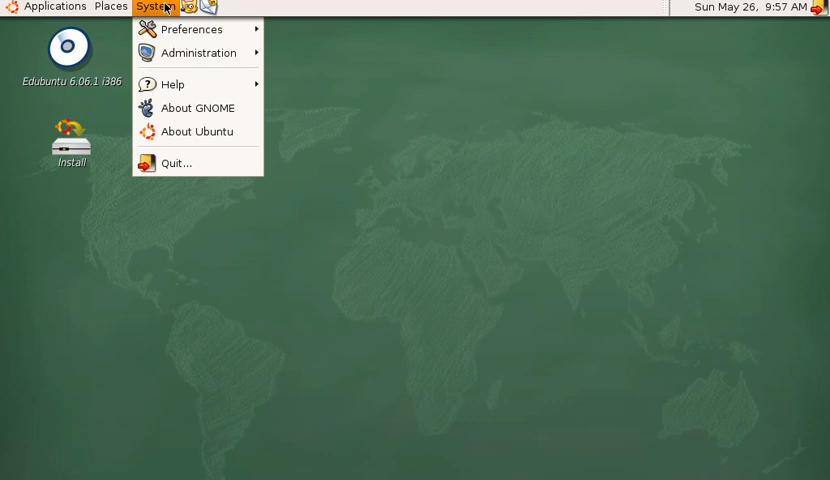 Applications Places System Sun May 26, 9:57 AM
Preferences
Administration
Help
About GNOME
About Ubuntu
Quit...
Edubuntu 6.06.1 i386
Install